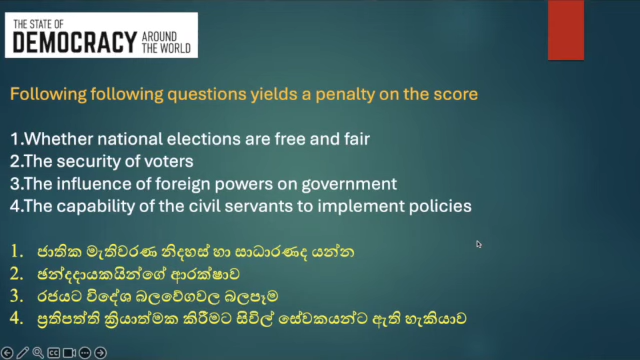 THE STATE OF
DEMOCRACY AROUND THE WORLD
Following following questions yields a penalty on the score
1.Whether national elections are free and fair
2.The security of voters
3.The influence of foreign powers on government
4.The capability of the civil servants to implement policies
1. ජාතික මැතිවරණ නිදහස් හා සාධාරණද යන්න
2. ඡන්දදායකයින්ගේ ආරක්ෂාව
3. රජයට විදේශ බලවේගවල බලපෑම
4. ප්‍රතිපත්ති ක්‍රියාත්මක කිරීමට සිවිල් සේවකයන්ට ඇති හැකියාව